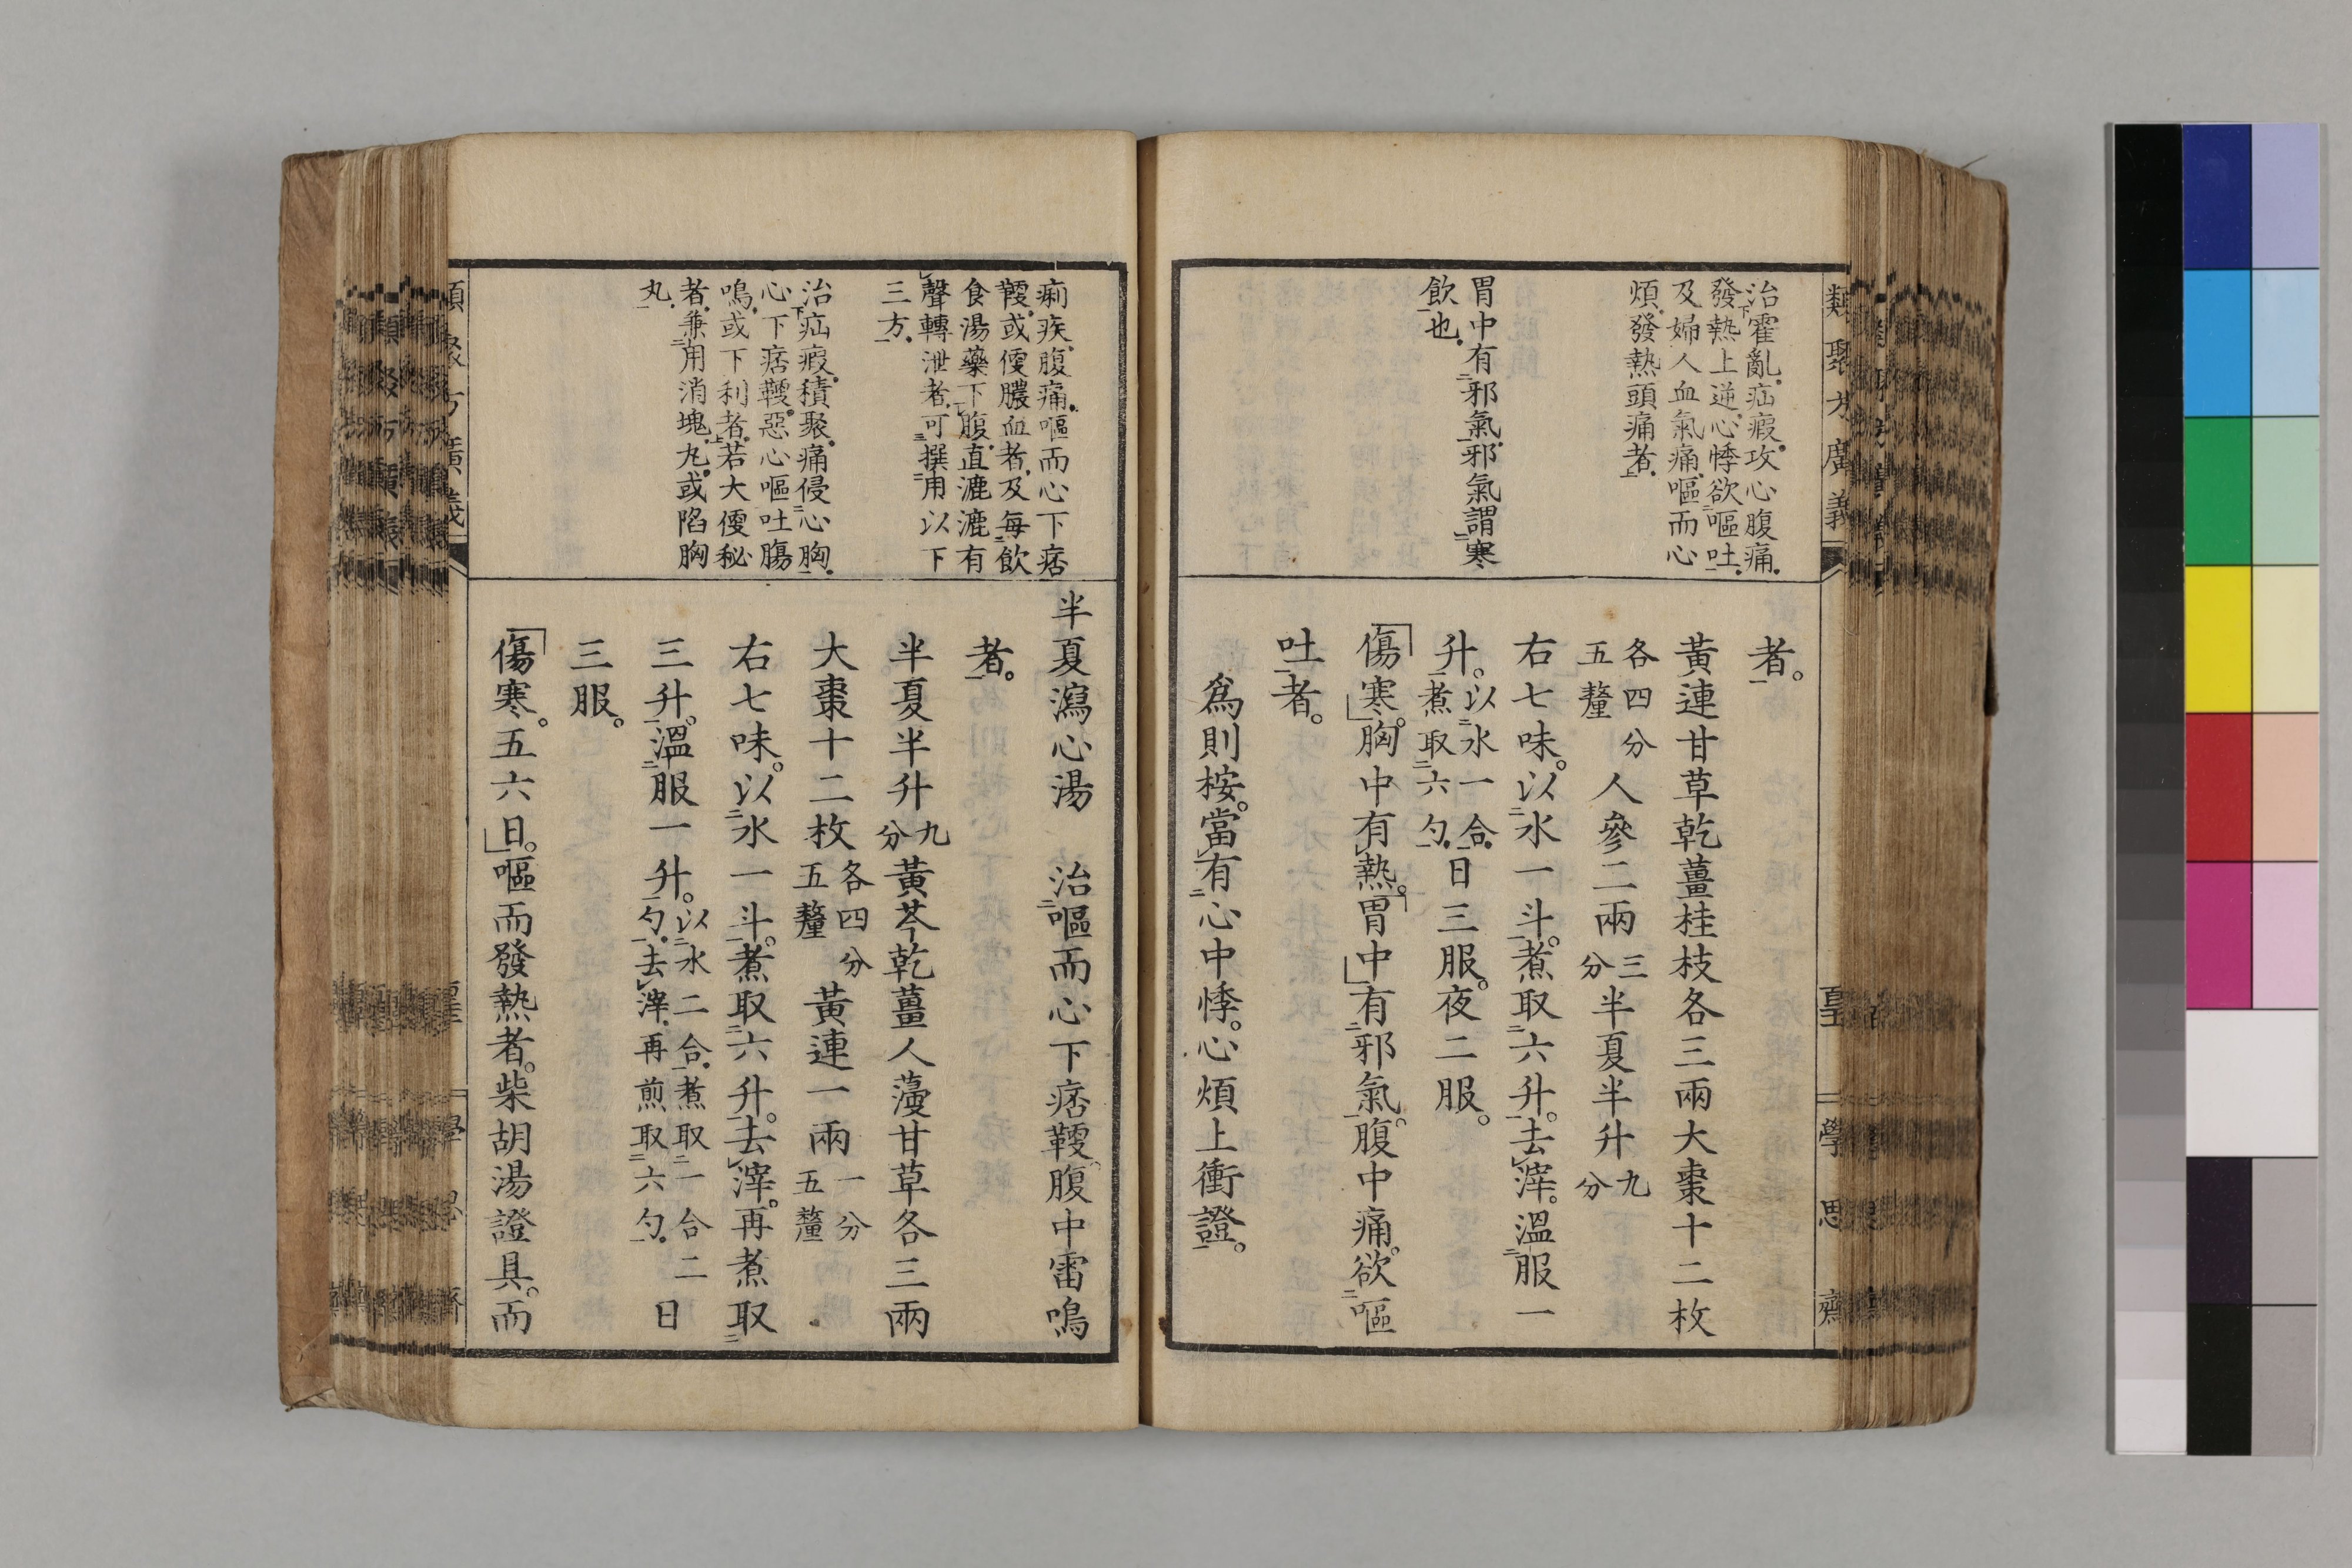 治霍亂疝瘕攻心腹痛
發熱上逆心悸欲嘔吐
及婦人血氣痛嘔而心
煩發熱頭痛者
胃中有邪氣邪氣謂寒
飲也
者。
黃連甘草乾薑桂枝各三兩大棗十二枚
各四分
五釐
人參二兩三分半夏半升九分
右七味。以水一斗。煮取六升。去滓。溫服一
升。以水一合。
煮取六勺。
日三服。夜二服。
「傷寒」。胸中有熱。「胃中」有邪氣。腹中痛。欲嘔
吐者。
爲則桉。當有心中悸。心煩上衝證。
類聚方廣義
皇
學
思
齋
痢疾腹痛嘔而心下痞
鞕或便膿血者及每飲
食湯藥下腹直漉漉有
聲轉泄者可撰用以下
三方
治疝瘕積聚痛侵心胸
心下痞鞕惡心嘔吐腸
鳴或下利者若大便秘
者兼用消塊丸或陷胸
丸
半夏瀉心湯　治嘔而心下痞鞕腹中雷鳴
者。
半夏半升九分黃芩乾薑人薓甘草各三兩
大棗十二枚各四分
五釐
黃連一兩一分
五釐
右七味。以水一斗。煮取六升。去滓。再煮取
三升。溫服一升。以水二合煮取一合二
勺去滓再煎取六勺
日
三服。
「傷寒。五六日」。嘔而發熱者。柴胡湯證具。而